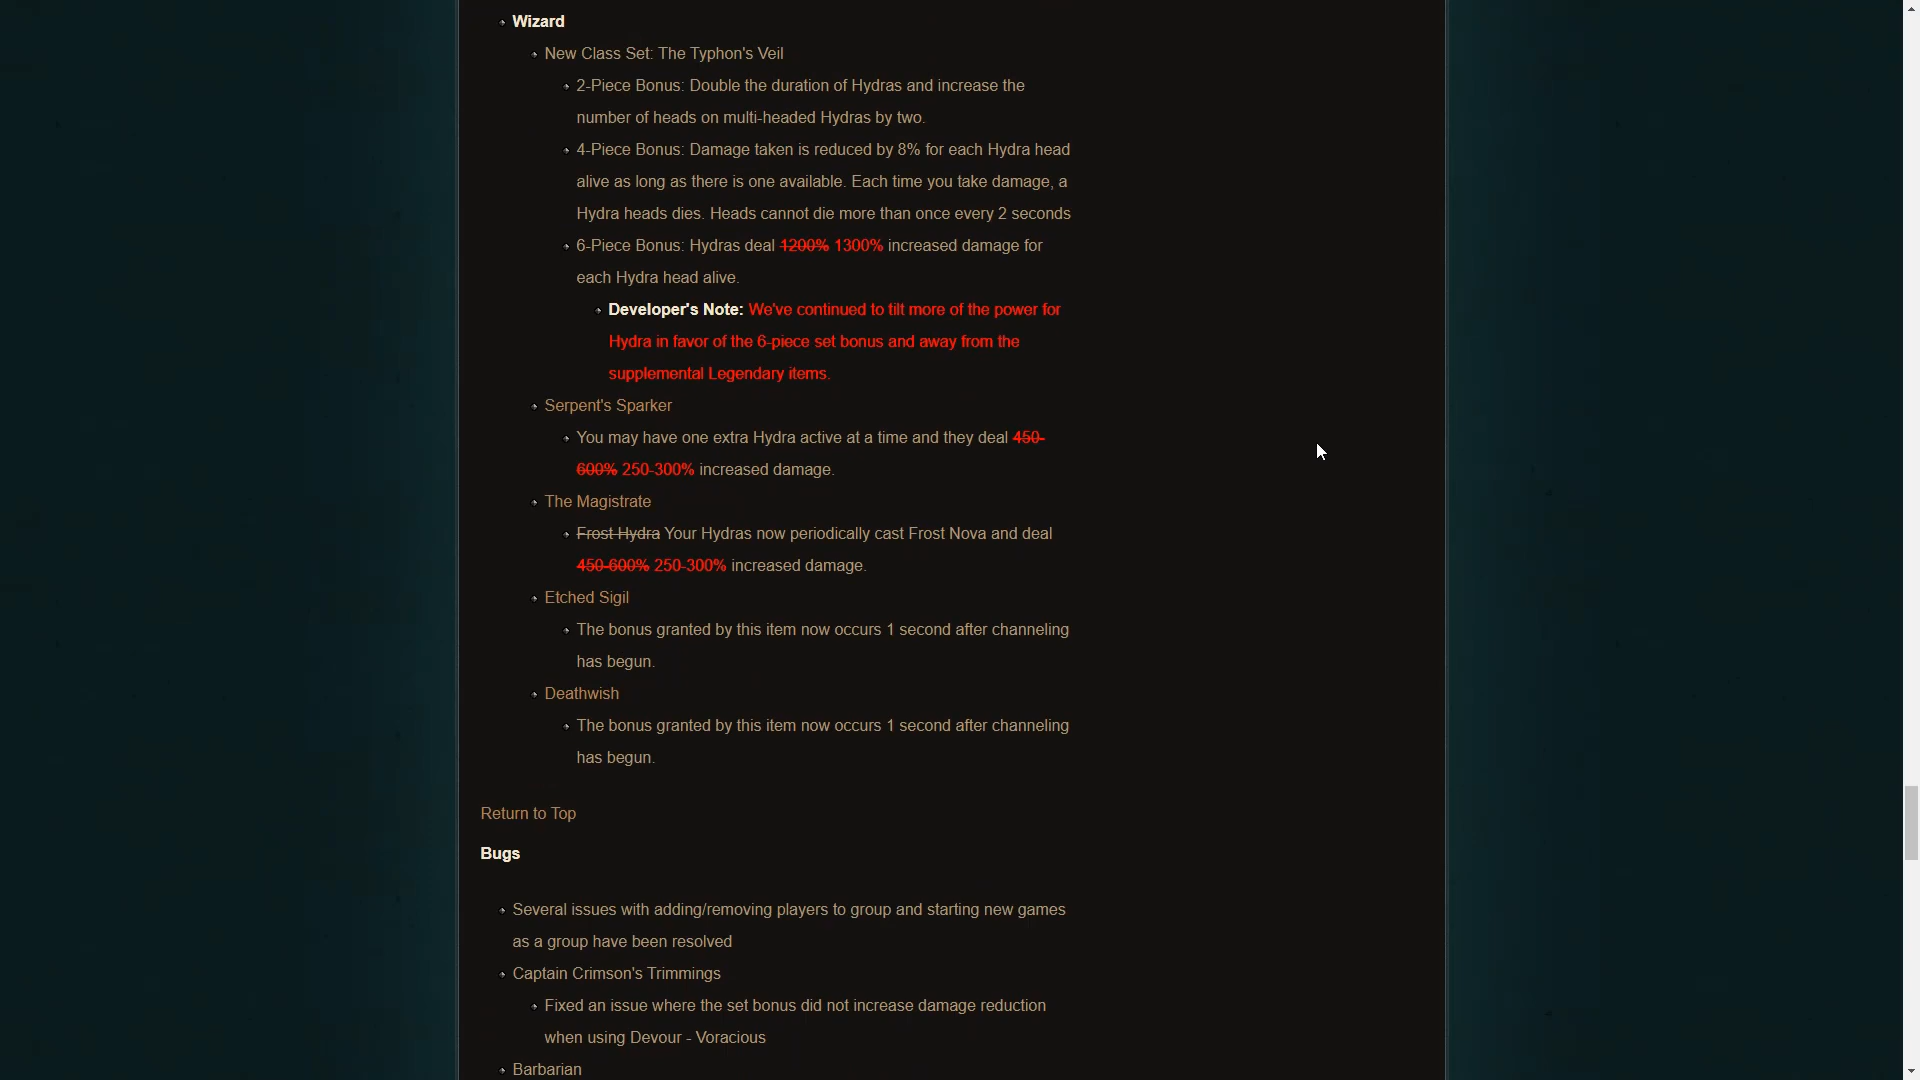 Wizard
New Class Set: The Typhon's Veil
2-Piece Bonus: Double the duration of Hydras and increase the
number of heads on multi-headed Hydras by two.
4-Piece Bonus: Damage taken is reduced by 8% for each Hydra head
alive as long as there is one available. Each time you take damage, a
Hydra heads dies. Heads cannot die more than once every 2 seconds
6-Piece Bonus: Hydras deal 1200% 1300% increased damage for
each Hydra head alive.
Developer's Note: We've continued to tilt more of the power for
Hydra in favor of the 6-piece set bonus and away from the
supplemental Legendary items.
Serpent's Sparker
You may have one extra Hydra active at a time and they deal 450-
600% 250-300% increased damage.
The Magistrate
Frost Hydra Your Hydras now periodically cast Frost Nova and deal
450-600% 250-300% increased damage.
Etched Sigil
The bonus granted by this item now occurs 1 second after channeling
has begun.
Deathwish
The bonus granted by this item now occurs 1 second after channeling
has begun.
Return to Top
Bugs
Several issues with adding/removing players to group and starting new games
as a group have been resolved
Captain Crimson's Trimmings
Fixed an issue where the set bonus did not increase damage reduction
when using Devour - Voracious
Barbarian